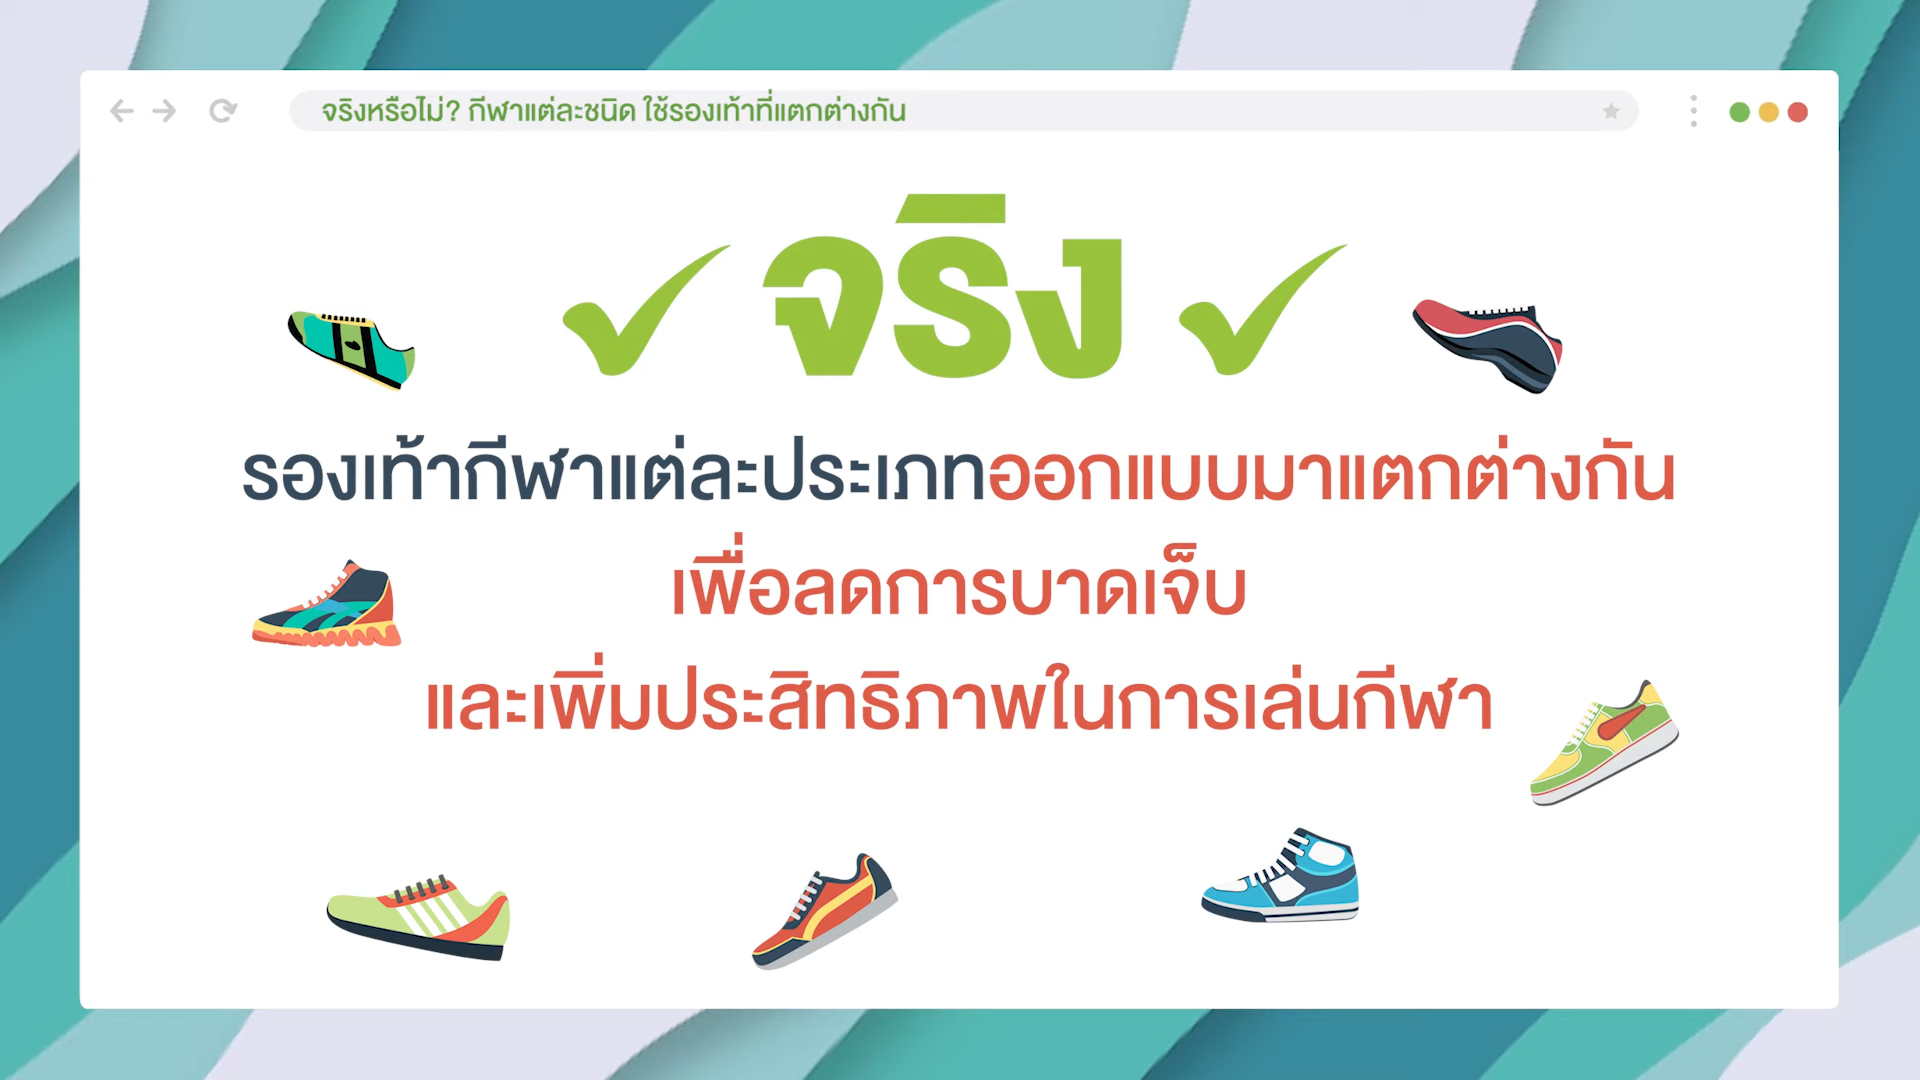 จริงหรือไม่? กีฬาแต่ละชนิด ใช้รองเท้าที่แตกต่างกัน
จริง
รองเท้ากีฬาแต่ละประเภทออกแบบมาแตกต่างกัน
เพื่อลดการบาดเจ็บ
และเพิ่มประสิทธิภาพในการเล่นกีฬา